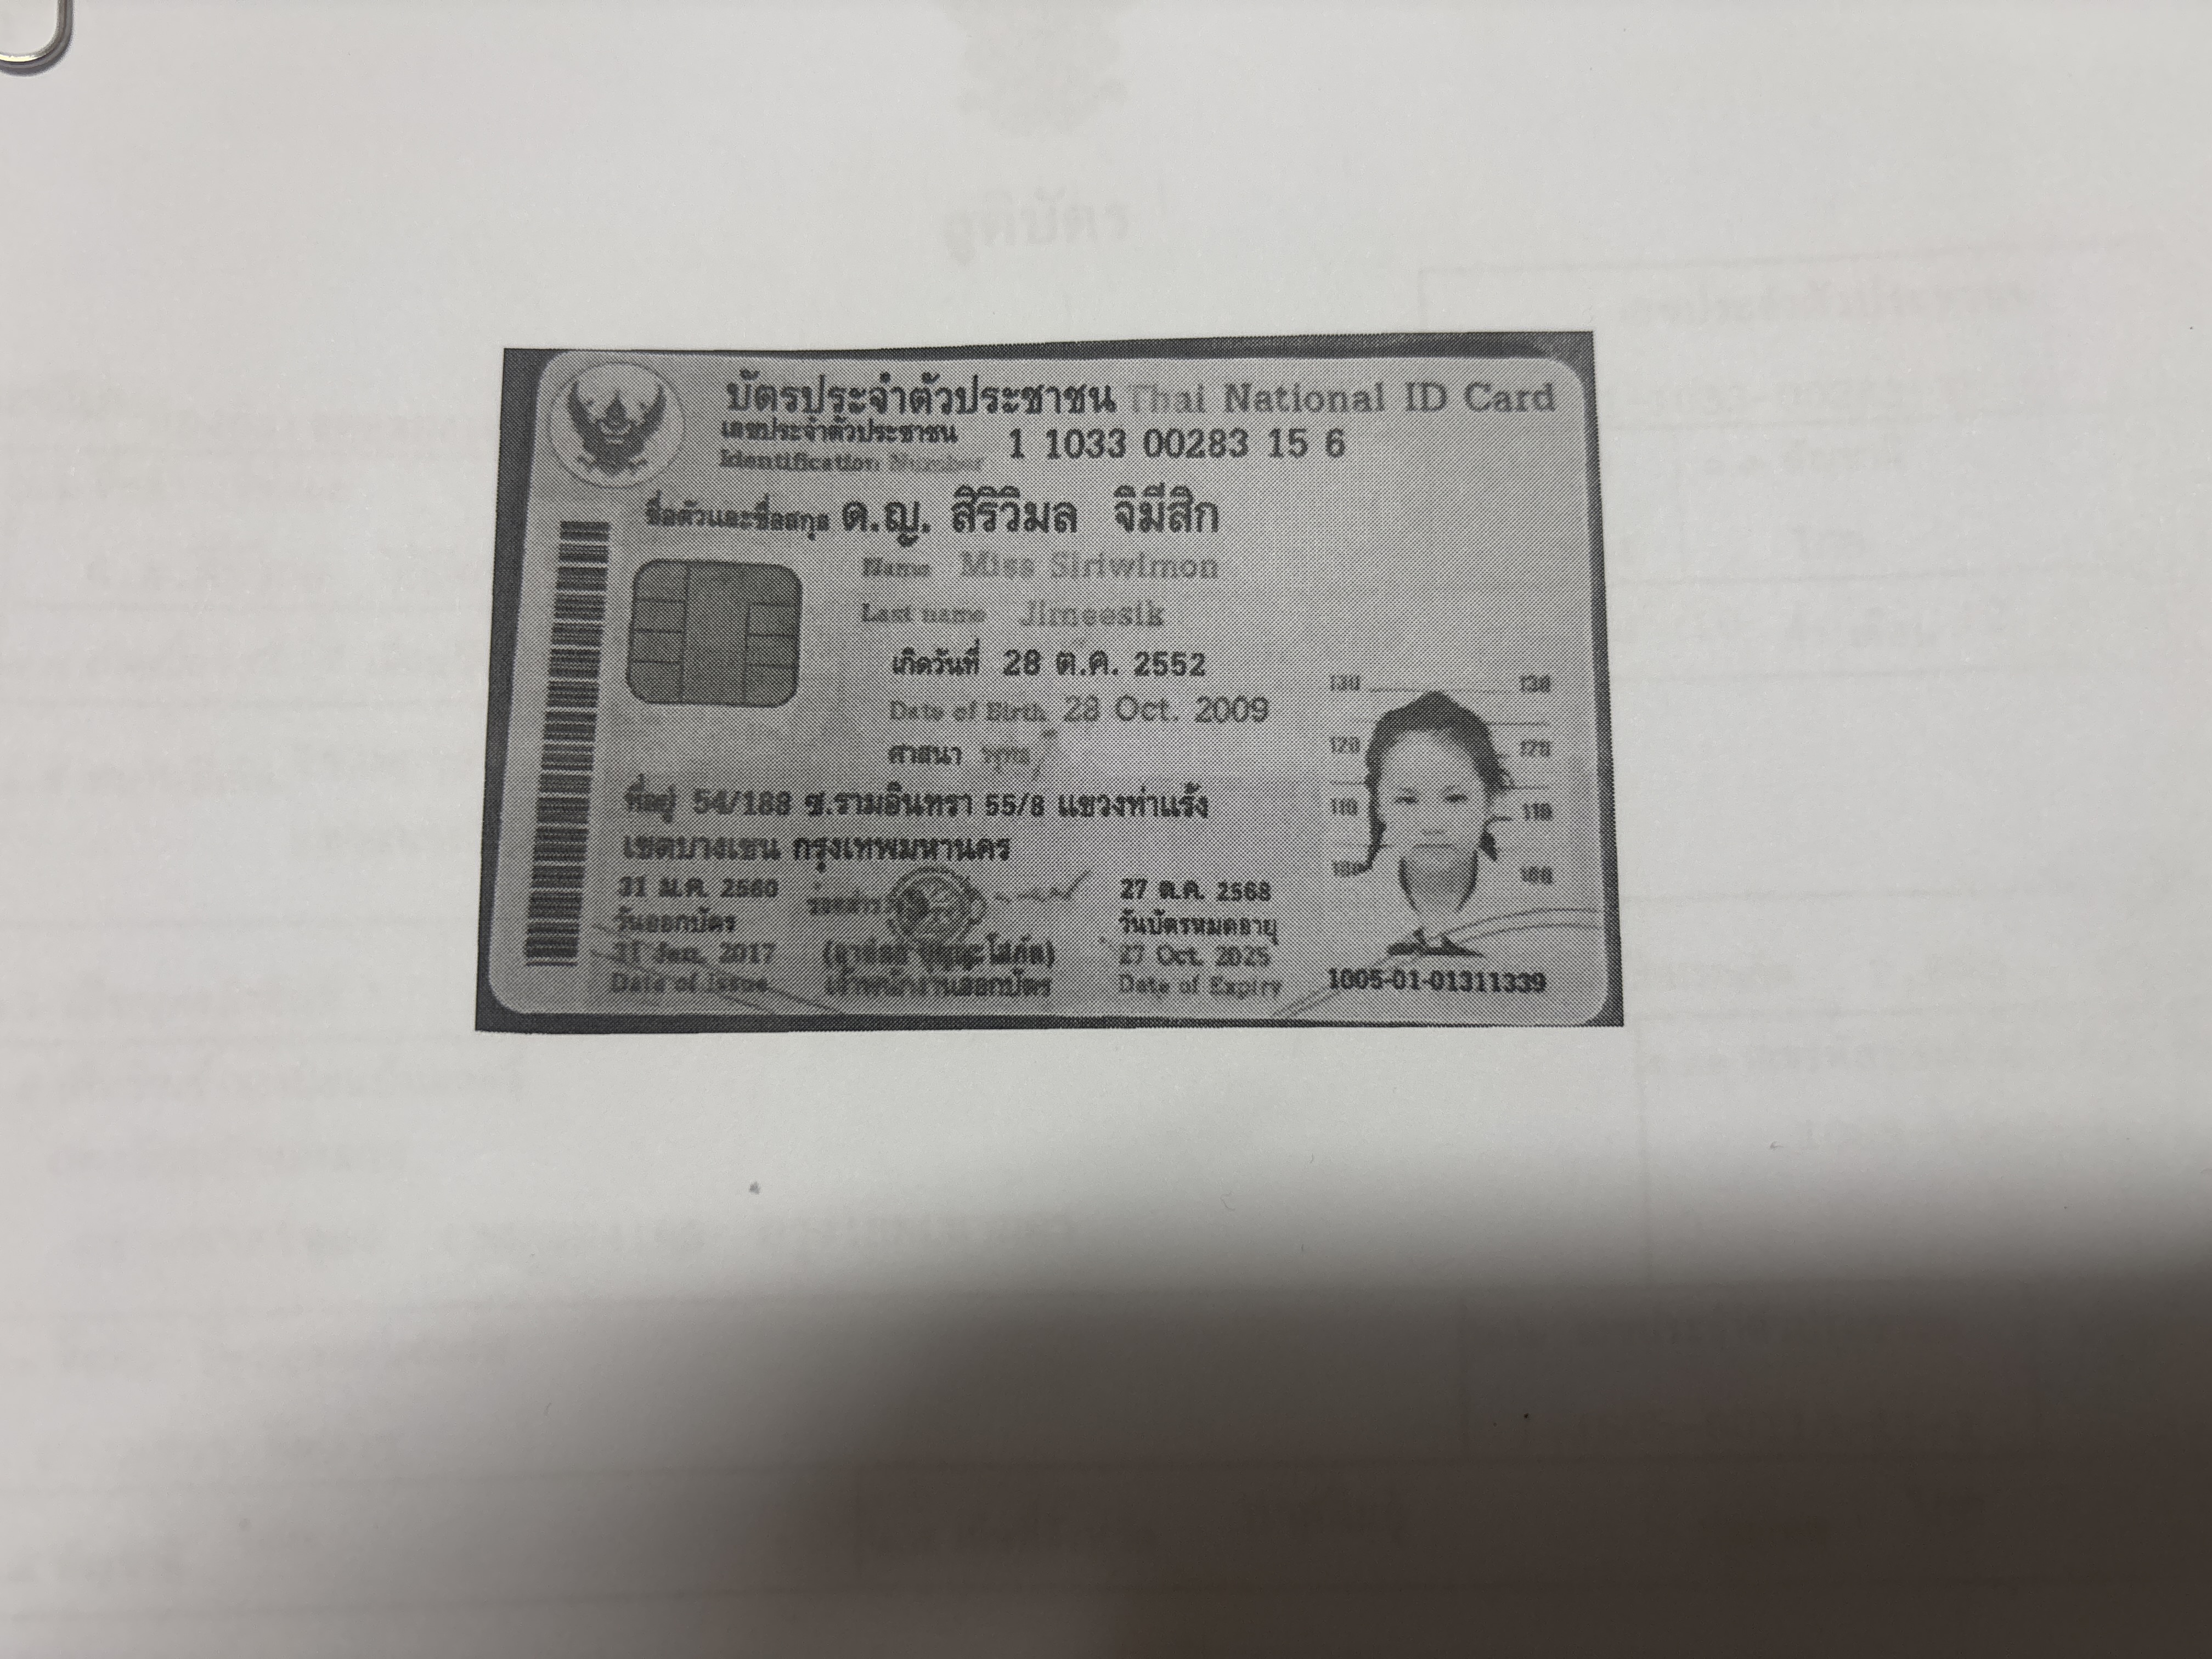 บัตรประจำตัวประชาชน Thai National ID Card
เลขประจำตัวประชาชน 1 1033 00283 15 6
Identification Number
ชื่อตัวและชื่อสกุล ด.ญ. สิริวิมล จิมีสิก
Name Miss Siriwimon
Last name Jimeesik
เกิดวันที่ 28 ต.ค. 2552
Date of Birth 28 Oct. 2009
ศาสนา พุทธ
ที่อยู่ 54/188 ซ.รามอินทรา 55/8 แขวงท่าแร้ง
เขตบางเขน กรุงเทพมหานคร
31 ม.ค. 2560
วันออกบัตร
31 Jan. 2017
Date of Issue
เจ้าพนักงานออกบัตร
27 ต.ค. 2568
วันบัตรหมดอายุ
27 Oct. 2025
Date of Expiry
130 130
120 120
110 110
100 100
1005-01-01311339